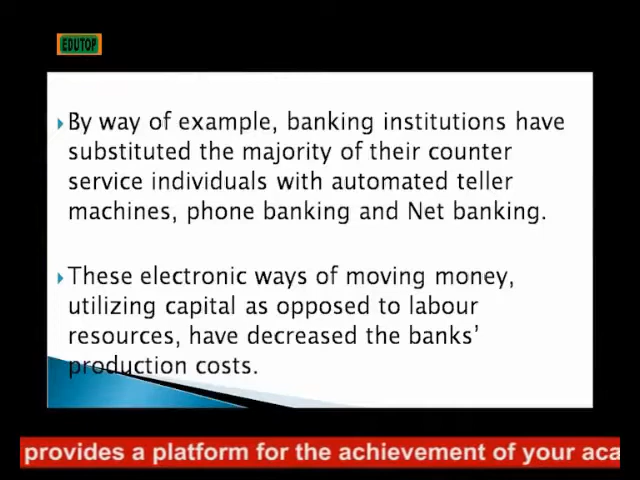 EDUTOP
By way of example, banking institutions have
substituted the majority of their counter
service individuals with automated teller
machines, phone banking and Net banking.
These electronic ways of moving money,
utilizing capital as opposed to labour
resources, have decreased the banks’
production costs.
provides a platform for the achievement of your aca